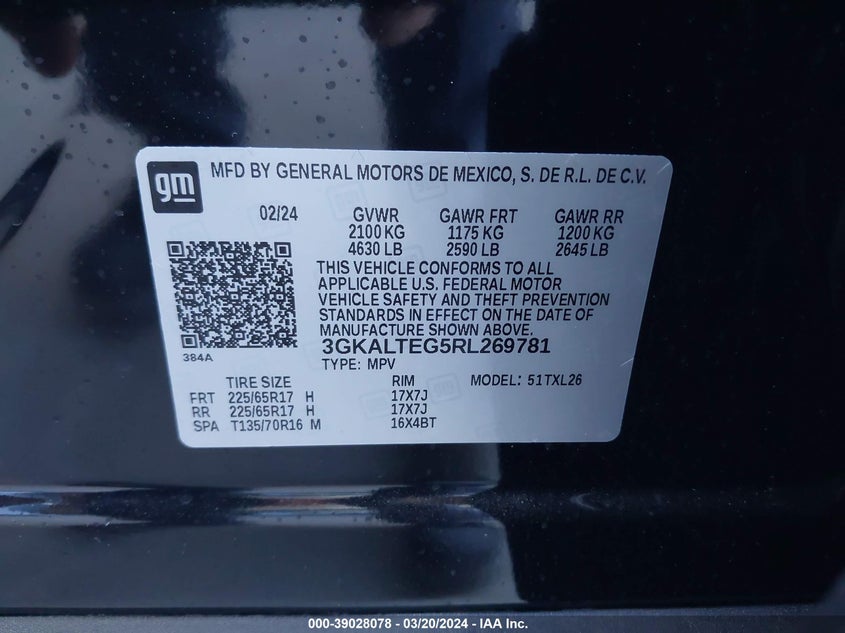 gm
MFD BY GENERAL MOTORS DE MEXICO, S. DE R.L. DE C.V.
02/24 GVWR GAWR FRT GAWR RR
2100 KG 1175 KG 1200 KG
4630 LB 2590 LB 2645 LB
THIS VEHICLE CONFORMS TO ALL
APPLICABLE U.S. FEDERAL MOTOR
VEHICLE SAFETY AND THEFT PREVENTION
STANDARDS IN EFFECT ON THE DATE OF
MANUFACTURE SHOWN ABOVE.
384A
3GKALTEG5RL269781
TYPE: MPV
TIRE SIZE RIM MODEL: 51TXL26
FRT 225/65R17 H 17X7J
RR 225/65R17 H 17X7J
SPA T135/70R16 M 16X4BT
000-39028078 - 03/20/2024 - IAA Inc.